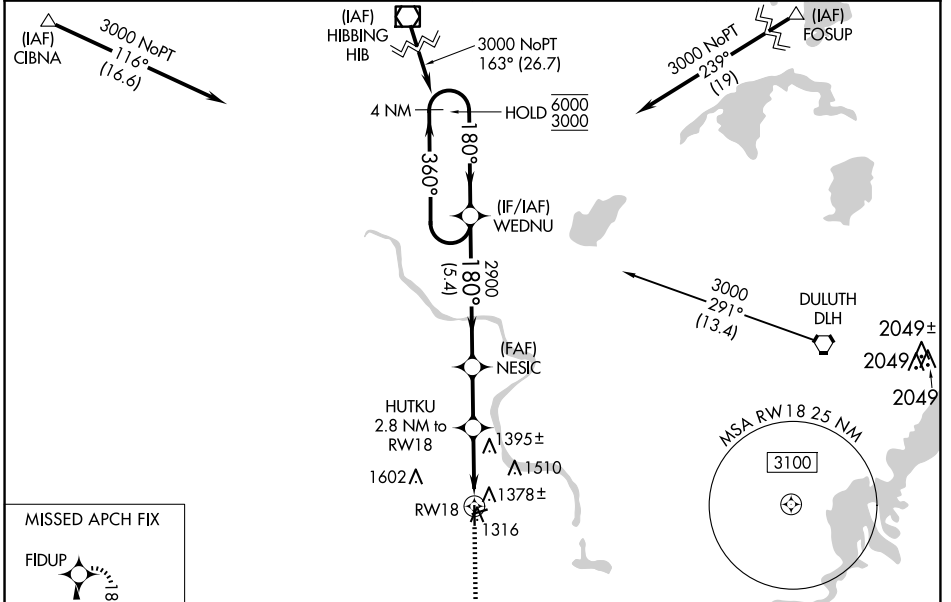 (IAF)
CIBNA
3000 NoPT
116°
(16.6)
(IAF)
HIBBING
HIB
3000 NoPT
163° (26.7)
(IAF)
FOSUP
3000 NoPT
239°
(19)
4 NM
HOLD
6000
3000
180°
360°
(IF/IAF)
WEDNU
2900
180°
(5.4)
3000
291°
(13.4)
DULUTH
DLH
2049±
2049
2049
(FAF)
NESIC
HUTKU
2.8 NM to
RW18
1395±
1602
1510
1378±
RW18
1316
MSA RW18 25 NM
3100
MISSED APCH FIX
FIDUP
18